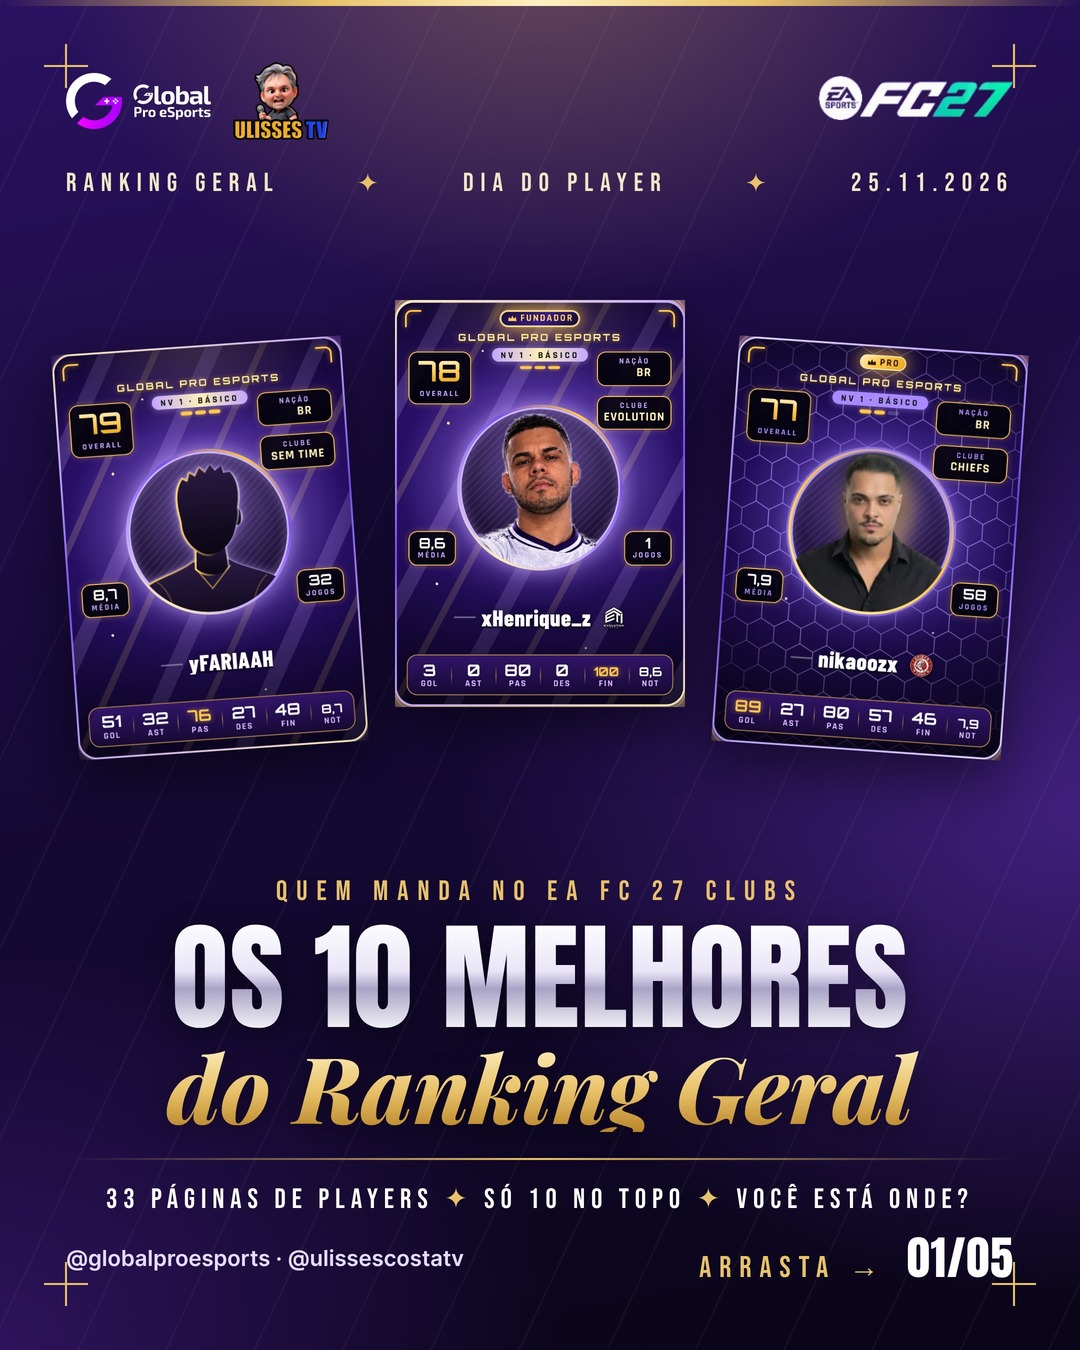 Global
Pro eSports
ULISSES TV
EA SPORTS FC27
RANKING GERAL ✦ DIA DO PLAYER ✦ 25.11.2026
GLOBAL PRO ESPORTS
NV 1 · BÁSICO
79
OVERALL
NAÇÃO
BR
CLUBE
SEM TIME
8,7
MÉDIA
32
JOGOS
yFARIAAH
51 32 76 27 48 8,7
GOL AST PAS DES FIN NOT
FUNDADOR
GLOBAL PRO ESPORTS
NV 1 · BÁSICO
78
OVERALL
NAÇÃO
BR
CLUBE
EVOLUTION
8,6
MÉDIA
1
JOGOS
xHenrique_z
3 0 80 0 100 8,6
GOL AST PAS DES FIN NOT
PRO
GLOBAL PRO ESPORTS
NV 1 · BÁSICO
77
OVERALL
NAÇÃO
BR
CLUBE
CHIEFS
7,9
MÉDIA
58
JOGOS
nikaoozx
89 27 80 57 46 7,9
GOL AST PAS DES FIN NOT
QUEM MANDA NO EA FC 27 CLUBS
OS 10 MELHORES
do Ranking Geral
33 PÁGINAS DE PLAYERS ✦ SÓ 10 NO TOPO ✦ VOCÊ ESTÁ ONDE?
@globalproesports · @ulissescostatv
ARRASTA → 01/05